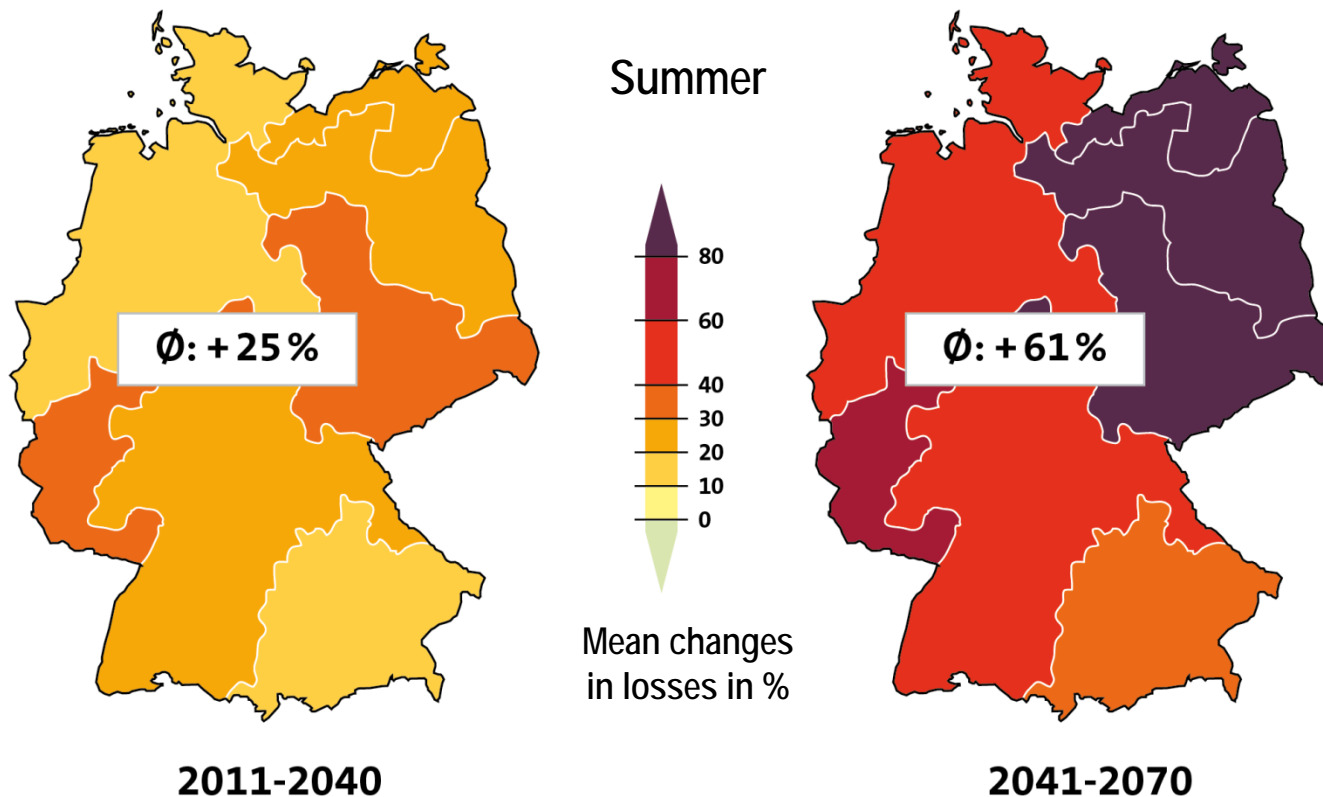 Summer
Ø: +25 %
80
60
40
30
20
10
0
Ø: +61 %
Mean changes
in losses in %
2011-2040
2041-2070